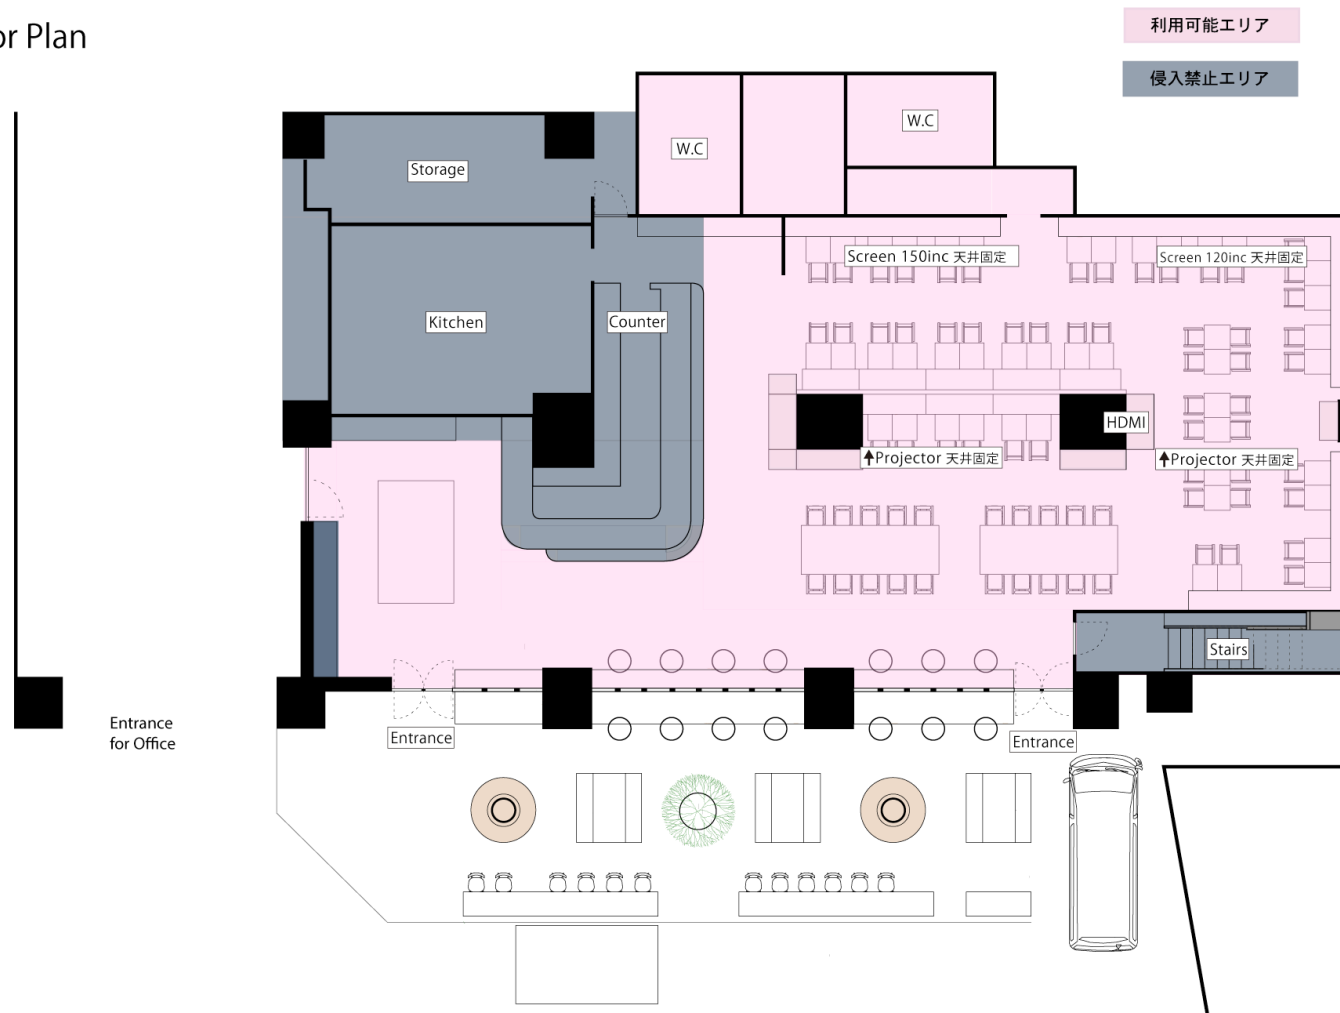 or Plan
利用可能エリア
侵入禁止エリア
W.C
W.C
Storage
Screen 150inc 天井固定
Screen 120inc 天井固定
Kitchen
Counter
HDMI
↑Projector 天井固定
↑Projector 天井固定
Stairs
Entrance
for Office
Entrance
Entrance